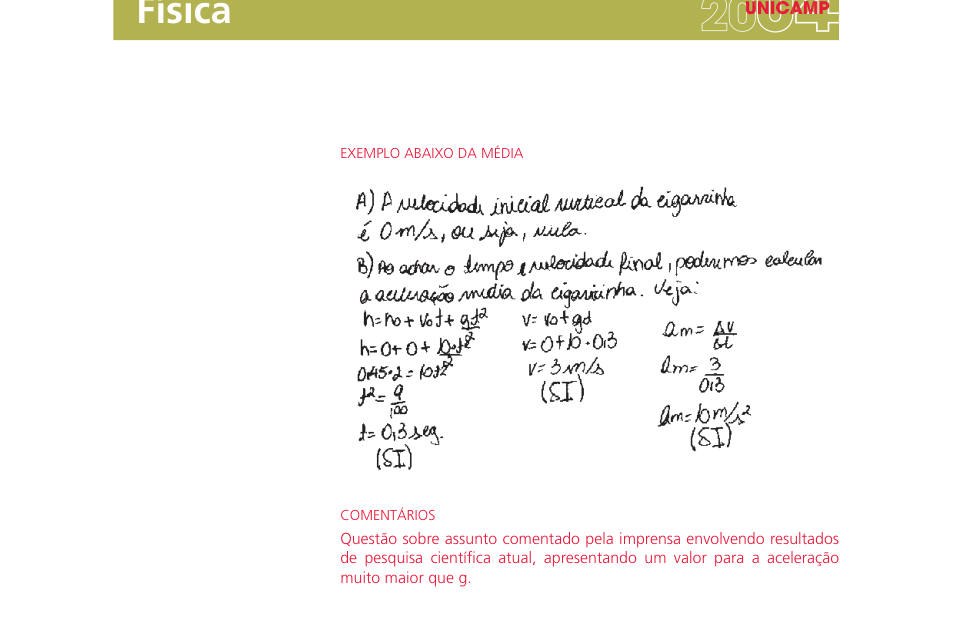 Física
2004
UNICAMP
EXEMPLO ABAIXO DA MÉDIA
A) A velocidade inicial vertical da cigarrinha
é 0 m/s, ou seja, nula.
B) Ao achar o tempo e velocidade final, poderemos calcular
a aceleração média da cigarrinha. Veja:
h = h0 + V0t + gt²/2
h = 0 + 0 + 10·t²/2
0,45·2 = 10t²
t² = 9/100
t = 0,3 seg.
(SI)
V = V0 + gt
V = 0 + 10·0,3
V = 3 m/s
(SI)
am = ΔV/Δt
am = 3/0,3
am = 10 m/s²
(SI)
COMENTÁRIOS
Questão sobre assunto comentado pela imprensa envolvendo resultados
de pesquisa científica atual, apresentando um valor para a aceleração
muito maior que g.